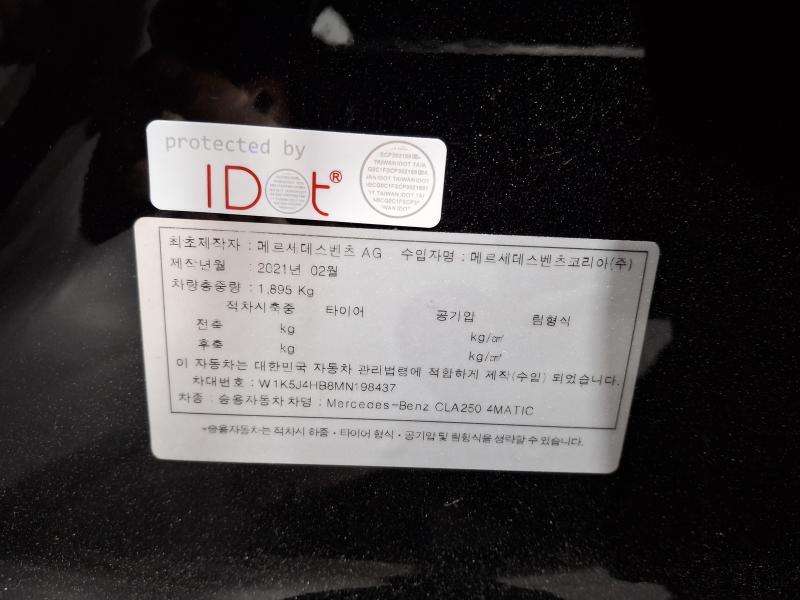 protected by
IDOt®
TAIWAN IDOT TAIW
최초제작자 : 메르세데스벤츠 AG 수입자명 : 메르세데스벤츠코리아(주)
제작년월 : 2021년 02월
차량총중량 : 1,895 Kg
적차시축중 타이어 공기압 림형식
전축 kg kg/㎠
후축 kg kg/㎠
이 자동차는 대한민국 자동차 관리법령에 적합하게 제작(수입) 되었습니다.
차대번호 : W1K5J4HB8MN198437
차종 : 승용자동차 차명 : Mercedes-Benz CLA250 4MATIC
*승용자동차는 적차시 하중·타이어 형식·공기압 및 림형식을 생략할 수 있습니다.